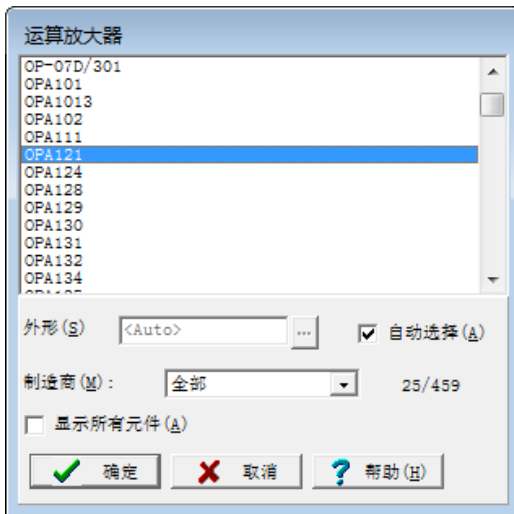 运算放大器
OP-07D/301
OPA101
OPA1013
OPA102
OPA111
OPA121
OPA124
OPA128
OPA129
OPA130
OPA131
OPA132
OPA134
外形(S) <Auto> ... 自动选择(A)
制造商(M): 全部 25/459
显示所有元件(A)
确定 取消 ? 帮助(H)